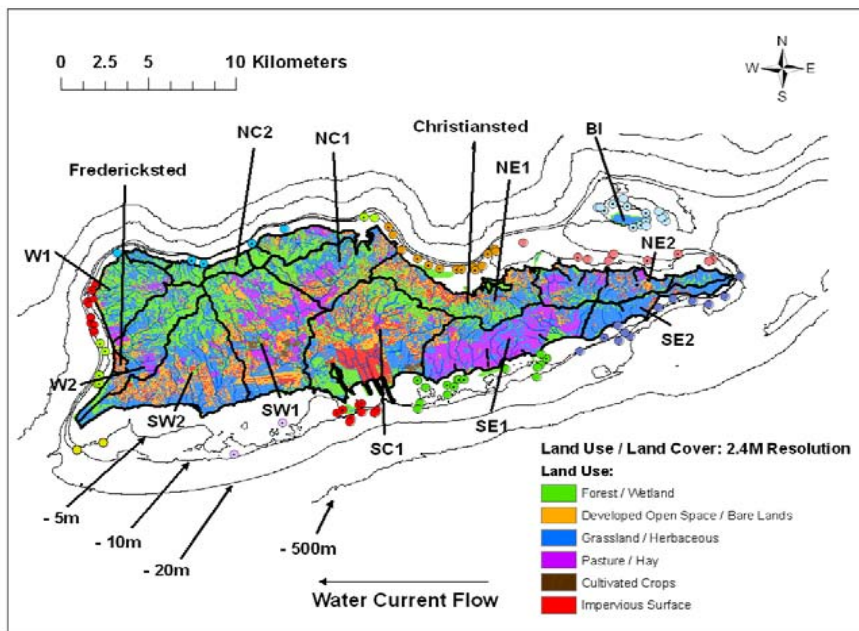 0 2.5 5 10 Kilometers
N
W E
S
Christiansted
BI
NC2
NC1
NE1
Fredericksted
W1
NE2
SE2
W2
SW1
SW2
SC1
SE1
- 5m
- 10m
- 20m
- 500m
Water Current Flow
Land Use / Land Cover: 2.4M Resolution
Land Use:
Forest / Wetland
Developed Open Space / Bare Lands
Grassland / Herbaceous
Pasture / Hay
Cultivated Crops
Impervious Surface